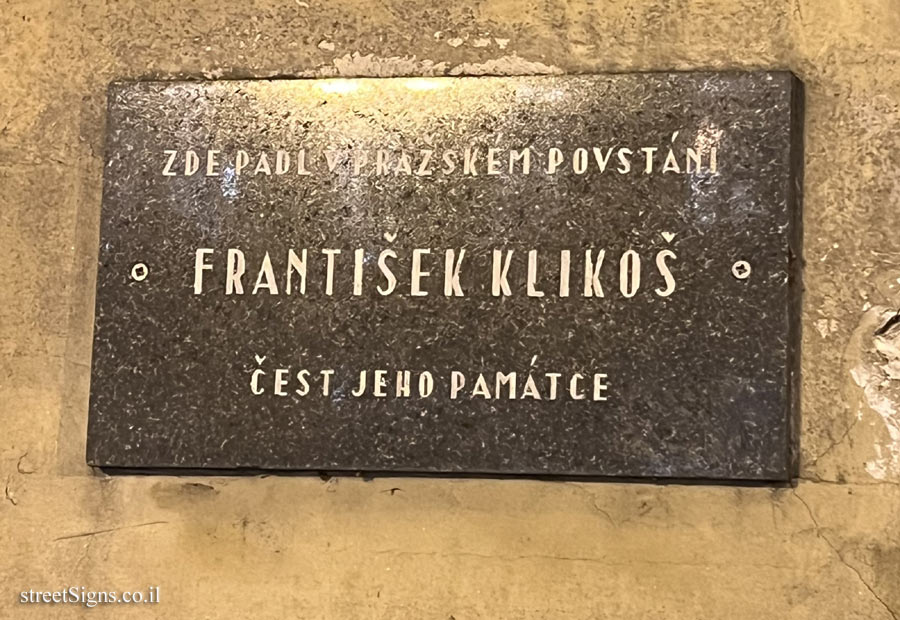 ZDE PADL V PRAŽSKÉM POVSTÁNÍ
FRANTIŠEK KLIKOŠ
ČEST JEHO PAMÁTCE
streetSigns.co.il